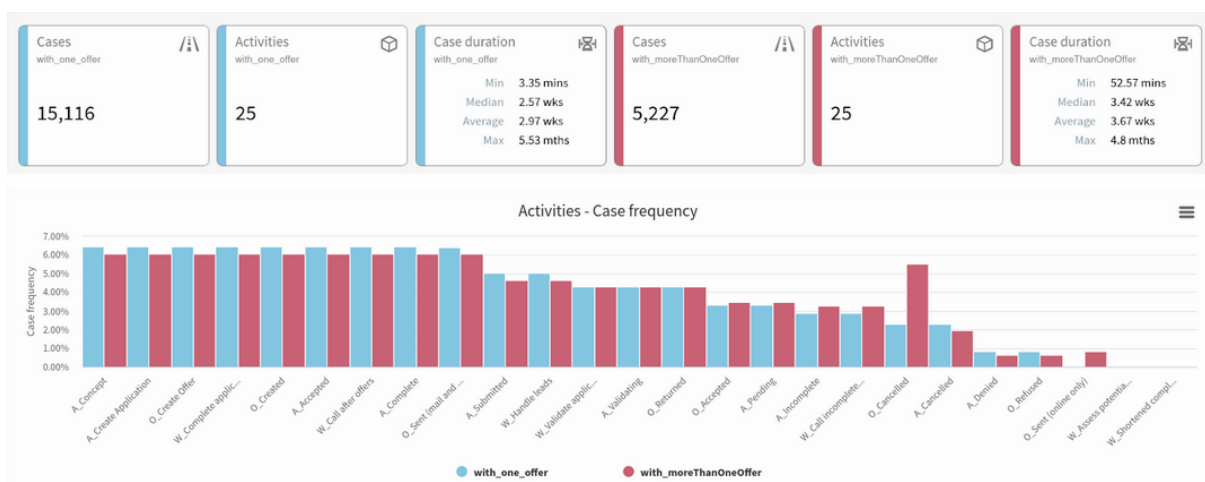 Cases
with_one_offer
15,116
Activities
with_one_offer
25
Case duration
with_one_offer
Min 3.35 mins
Median 2.57 wks
Average 2.97 wks
Max 5.53 mths
Cases
with_moreThanOneOffer
5,227
Activities
with_moreThanOneOffer
25
Case duration
with_moreThanOneOffer
Min 52.57 mins
Median 3.42 wks
Average 3.67 wks
Max 4.8 mths
Activities - Case frequency
Case frequency
7.00%
6.00%
5.00%
4.00%
3.00%
2.00%
1.00%
0.00%
A_Concept
A_Create Application
O_Create Offer
W_Complete applic...
O_Created
A_Accepted
W_Call after offers
A_Complete
O_Sent (mail and ...
A_Submitted
W_Handle leads
W_Validate applic...
A_Validating
O_Returned
O_Accepted
A_Pending
A_Incomplete
W_Call incomplete...
O_Cancelled
A_Cancelled
A_Denied
O_Refused
O_Sent (online only)
W_Assess potentia...
W_Shortened compl...
with_one_offer
with_moreThanOneOffer